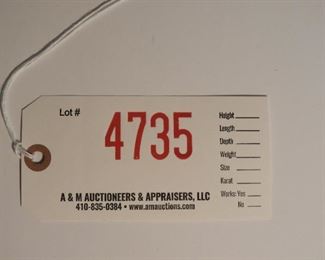 Lot #
4735
Height
Length
Depth
Weight
Size
Karat
Works: Yes
No
A & M AUCTIONEERS & APPRAISERS, LLC
410-835-0384 • www.amauctions.com